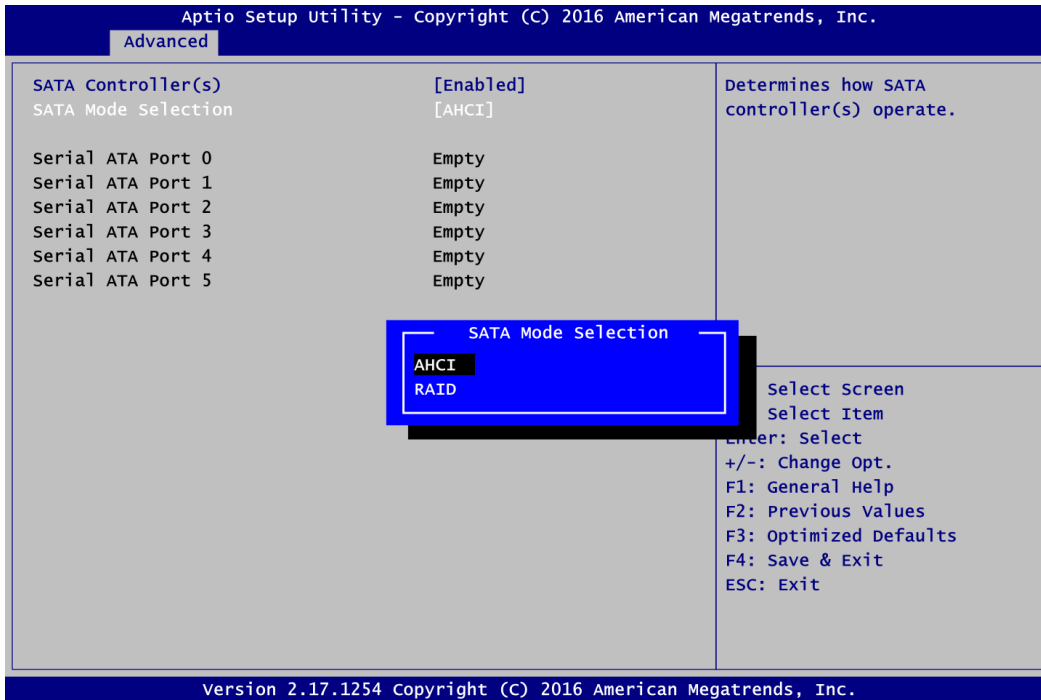 Aptio Setup Utility - Copyright (C) 2016 American Megatrends, Inc.
Advanced
SATA Controller(s) [Enabled]
SATA Mode Selection [AHCI]
Serial ATA Port 0 Empty
Serial ATA Port 1 Empty
Serial ATA Port 2 Empty
Serial ATA Port 3 Empty
Serial ATA Port 4 Empty
Serial ATA Port 5 Empty
Determines how SATA
controller(s) operate.
SATA Mode Selection
AHCI
RAID
Select Screen
Select Item
Enter: Select
+/-: Change Opt.
F1: General Help
F2: Previous Values
F3: Optimized Defaults
F4: Save & Exit
ESC: Exit
Version 2.17.1254 Copyright (C) 2016 American Megatrends, Inc.